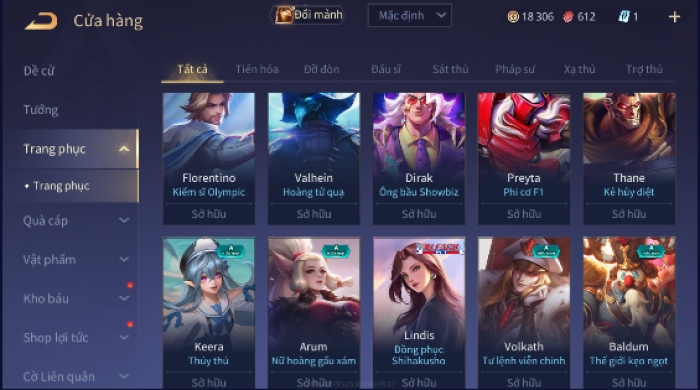 Cửa hàng
Đổi mảnh
Mặc định
18 306
612
1
Đề cử
Tướng
Trang phục
Trang phục
Quà cáp
Vật phẩm
Kho báu
Shop lợi tức
Cờ Liên quân
Tất cả Tiến hóa Đỡ đòn Đấu sĩ Sát thủ Pháp sư Xạ thủ Trợ thủ
Florentino
Kiếm sĩ Olympic
Sở hữu
Valhein
Hoàng tử quạ
Sở hữu
Dirak
Ông bầu Showbiz
Sở hữu
Preyta
Phi cơ F1
Sở hữu
Thane
Kẻ hủy diệt
Sở hữu
Keera
Thủy thủ
Sở hữu
Arum
Nữ hoàng gấu xám
Sở hữu
BLEACH
Lindis
Đồng phục
Shihakusho
Sở hữu
Volkath
Tư lệnh viễn chinh
Sở hữu
Baldum
Thế giới kẹo ngọt
Sở hữu